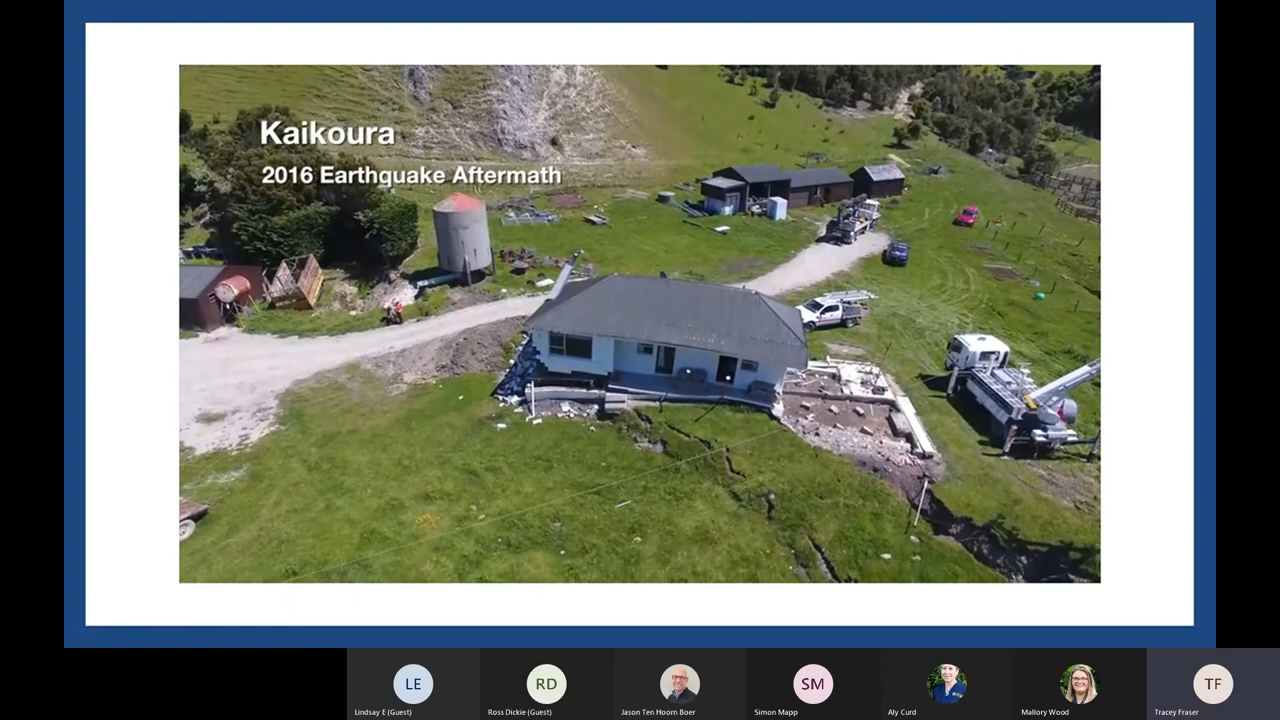 Kaikoura
2016 Earthquake Aftermath
LE
RD
SM
TF
Lindsay E (Guest)
Ross Dickie (Guest)
Jason Ten Hoorn Boer
Simon Mapp
Aly Curd
Mallory Wood
Tracey Fraser